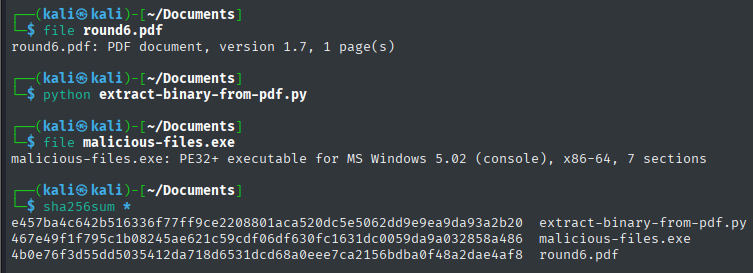 (kali㉿kali)-[~/Documents]
$ file round6.pdf
round6.pdf: PDF document, version 1.7, 1 page(s)
(kali㉿kali)-[~/Documents]
$ python extract-binary-from-pdf.py
(kali㉿kali)-[~/Documents]
$ file malicious-files.exe
malicious-files.exe: PE32+ executable for MS Windows 5.02 (console), x86-64, 7 sections
(kali㉿kali)-[~/Documents]
$ sha256sum *
e457ba4c642b516336f77ff9ce2208801aca520dc5e5062dd9e9ea9da93a2b20  extract-binary-from-pdf.py
467e49f1f795c1b08245ae621c59cdf06df630fc1631dc0059da9a032858a486  malicious-files.exe
4b0e76f3d55dd5035412da718d6531dcd68a0eee7ca2156bdba0f48a2dae4af8  round6.pdf